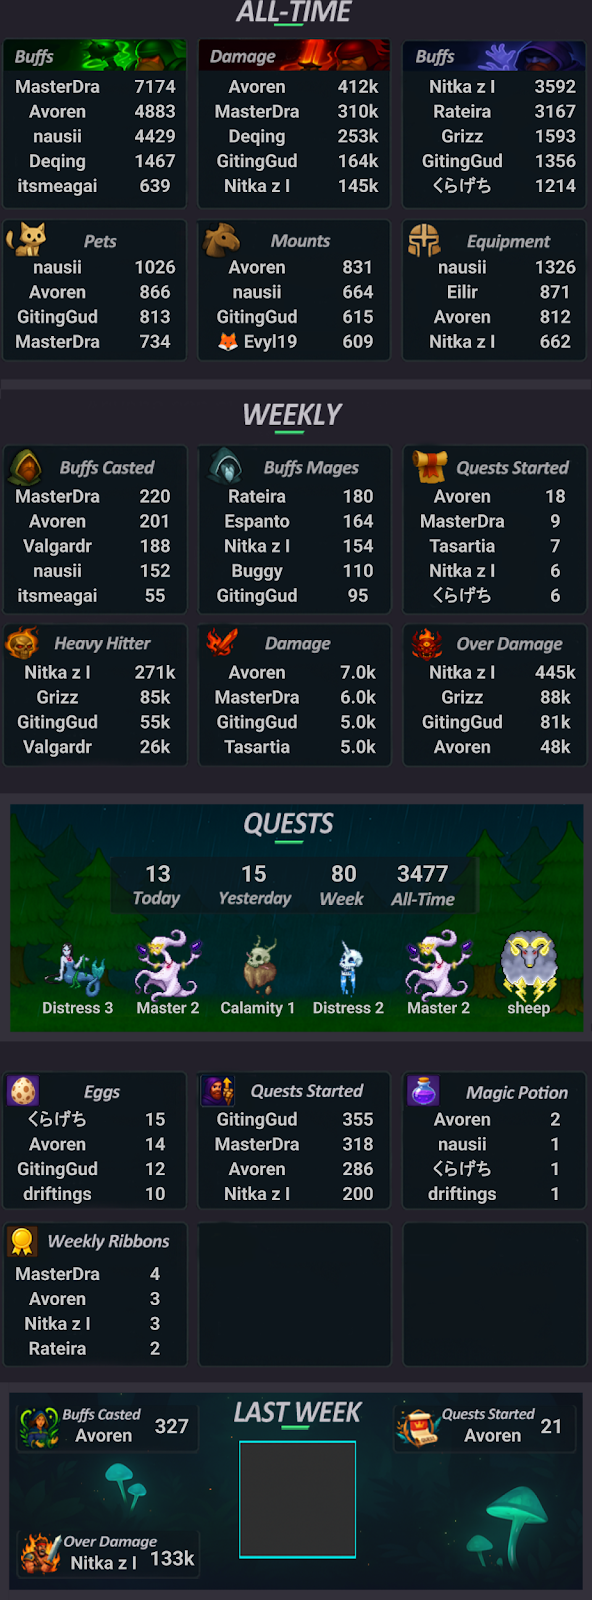 ALL-TIME
Buffs
MasterDra 7174
Avoren 4883
nausii 4429
Deqing 1467
itsmeagai 639
Damage
Avoren 412k
MasterDra 310k
Deqing 253k
GitingGud 164k
Nitka z l 145k
Buffs
Nitka z l 3592
Rateira 3167
Grizz 1593
GitingGud 1356
くらげち 1214
Pets
nausii 1026
Avoren 866
GitingGud 813
MasterDra 734
Mounts
Avoren 831
nausii 664
GitingGud 615
🦊 Evyl19 609
Equipment
nausii 1326
Eilir 871
Avoren 812
Nitka z l 662
WEEKLY
Buffs Casted
MasterDra 220
Avoren 201
Valgardr 188
nausii 152
itsmeagai 55
Buffs Mages
Rateira 180
Espanto 164
Nitka z l 154
Buggy 110
GitingGud 95
Quests Started
Avoren 18
MasterDra 9
Tasartia 7
Nitka z l 6
くらげち 6
Heavy Hitter
Nitka z l 271k
Grizz 85k
GitingGud 55k
Valgardr 26k
Damage
Avoren 7.0k
MasterDra 6.0k
GitingGud 5.0k
Tasartia 5.0k
Over Damage
Nitka z l 445k
Grizz 88k
GitingGud 81k
Avoren 48k
QUESTS
13 15 80 3477
Today Yesterday Week All-Time
Distress 3 Master 2 Calamity 1 Distress 2 Master 2 sheep
Eggs
くらげち 15
Avoren 14
GitingGud 12
driftings 10
Quests Started
GitingGud 355
MasterDra 318
Avoren 286
Nitka z l 200
Magic Potion
Avoren 2
nausii 1
くらげち 1
driftings 1
Weekly Ribbons
MasterDra 4
Avoren 3
Nitka z l 3
Rateira 2
LAST WEEK
Buffs Casted
Avoren 327
Quests Started
Avoren 21
Over Damage
Nitka z l 133k